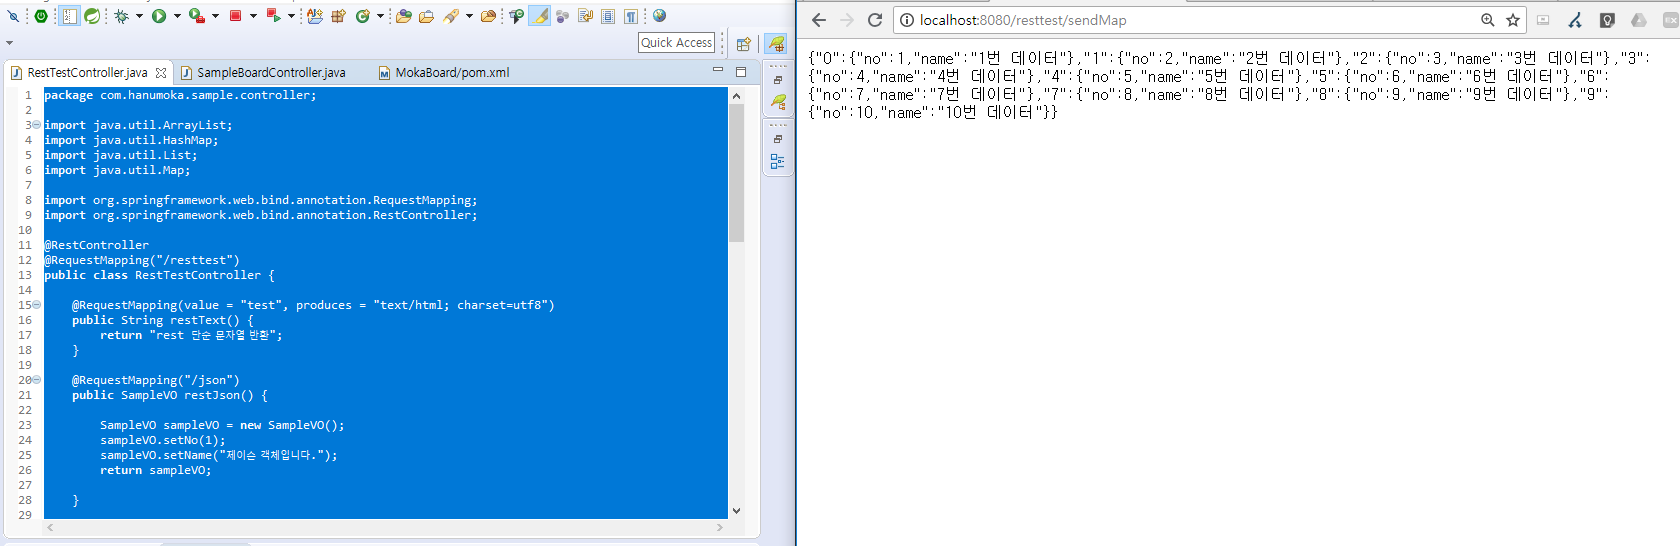 Quick Access
RestTestController.java
SampleBoardController.java
MokaBoard/pom.xml
1 package com.hanumoka.sample.controller;
2
3 import java.util.ArrayList;
4 import java.util.HashMap;
5 import java.util.List;
6 import java.util.Map;
7
8 import org.springframework.web.bind.annotation.RequestMapping;
9 import org.springframework.web.bind.annotation.RestController;
10
11 @RestController
12 @RequestMapping("/resttest")
13 public class RestTestController {
14
15 @RequestMapping(value = "test", produces = "text/html; charset=utf8")
16 public String restText() {
17 return "rest 단순 문자열 반환";
18 }
19
20 @RequestMapping("/json")
21 public SampleVO restJson() {
22
23 SampleVO sampleVO = new SampleVO();
24 sampleVO.setNo(1);
25 sampleVO.setName("제이슨 객체입니다.");
26 return sampleVO;
27
28 }
29
localhost:8080/resttest/sendMap
{"0":{"no":1,"name":"1번 데이터"},"1":{"no":2,"name":"2번 데이터"},"2":{"no":3,"name":"3번 데이터"},"3":
{"no":4,"name":"4번 데이터"},"4":{"no":5,"name":"5번 데이터"},"5":{"no":6,"name":"6번 데이터"},"6":
{"no":7,"name":"7번 데이터"},"7":{"no":8,"name":"8번 데이터"},"8":{"no":9,"name":"9번 데이터"},"9":
{"no":10,"name":"10번 데이터"}}